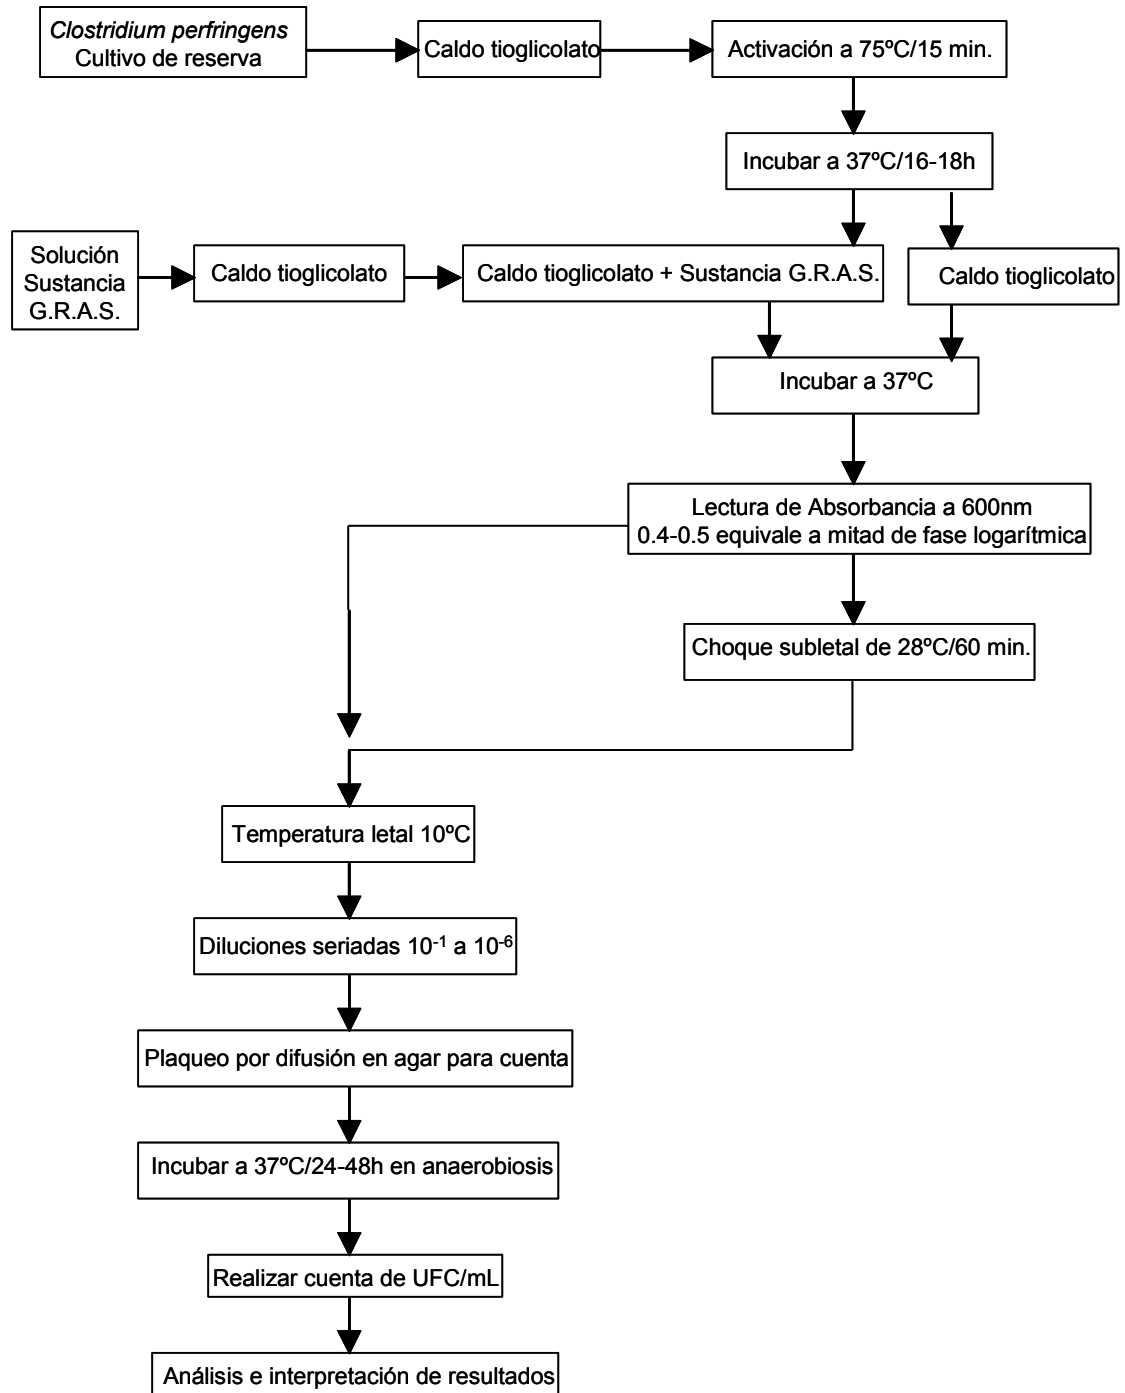 Clostridium perfringens
Cultivo de reserva
Caldo tioglicolato
Activación a 75ºC/15 min.
Incubar a 37ºC/16-18h
Solución
Sustancia
G.R.A.S.
Caldo tioglicolato
Caldo tioglicolato + Sustancia G.R.A.S.
Caldo tioglicolato
Incubar a 37ºC
Lectura de Absorbancia a 600nm
0.4-0.5 equivale a mitad de fase logarítmica
Choque subletal de 28ºC/60 min.
Temperatura letal 10ºC
Diluciones seriadas 10⁻¹ a 10⁻⁶
Plaqueo por difusión en agar para cuenta
Incubar a 37ºC/24-48h en anaerobiosis
Realizar cuenta de UFC/mL
Análisis e interpretación de resultados